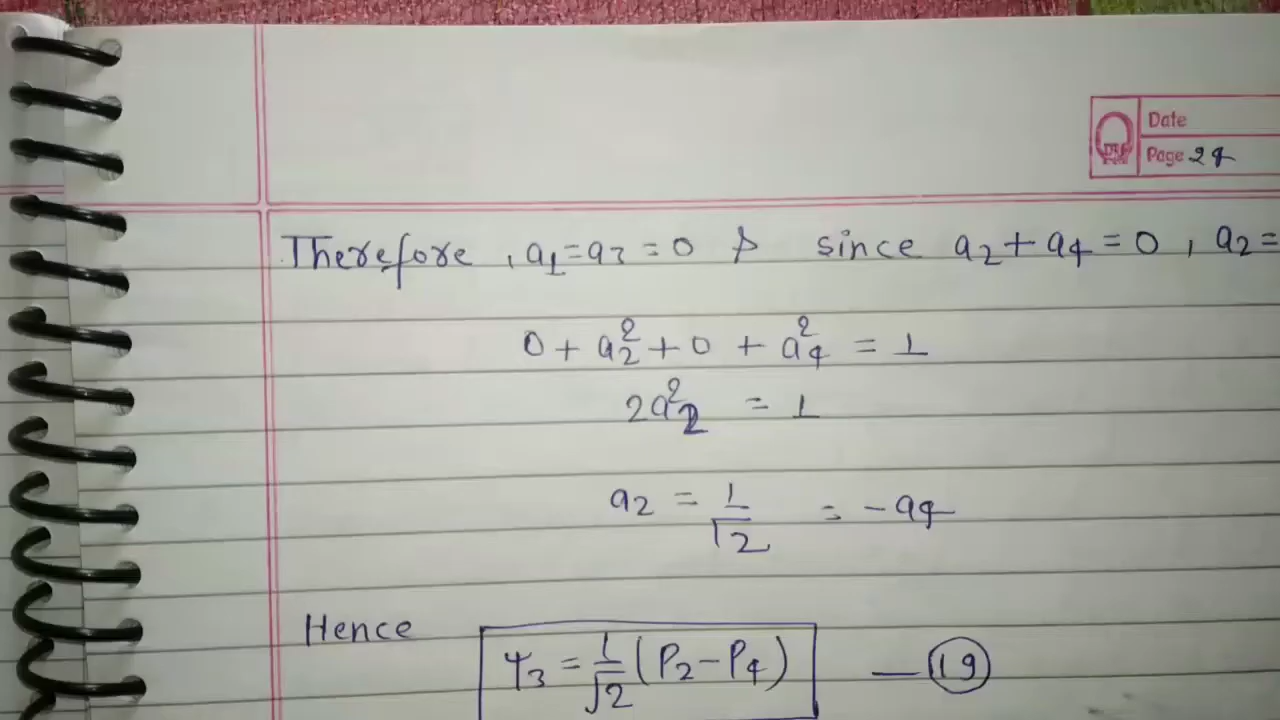 Date
Page 24
Therefore, a₁=a₃=0 & since a₂+a₄=0, a₂=
0+a₂²+0+a₄²=1
2a₂²=1
a₂=1/√2=-a₄
Hence Ψ₃=1/√2(P₂-P₄) —(19)